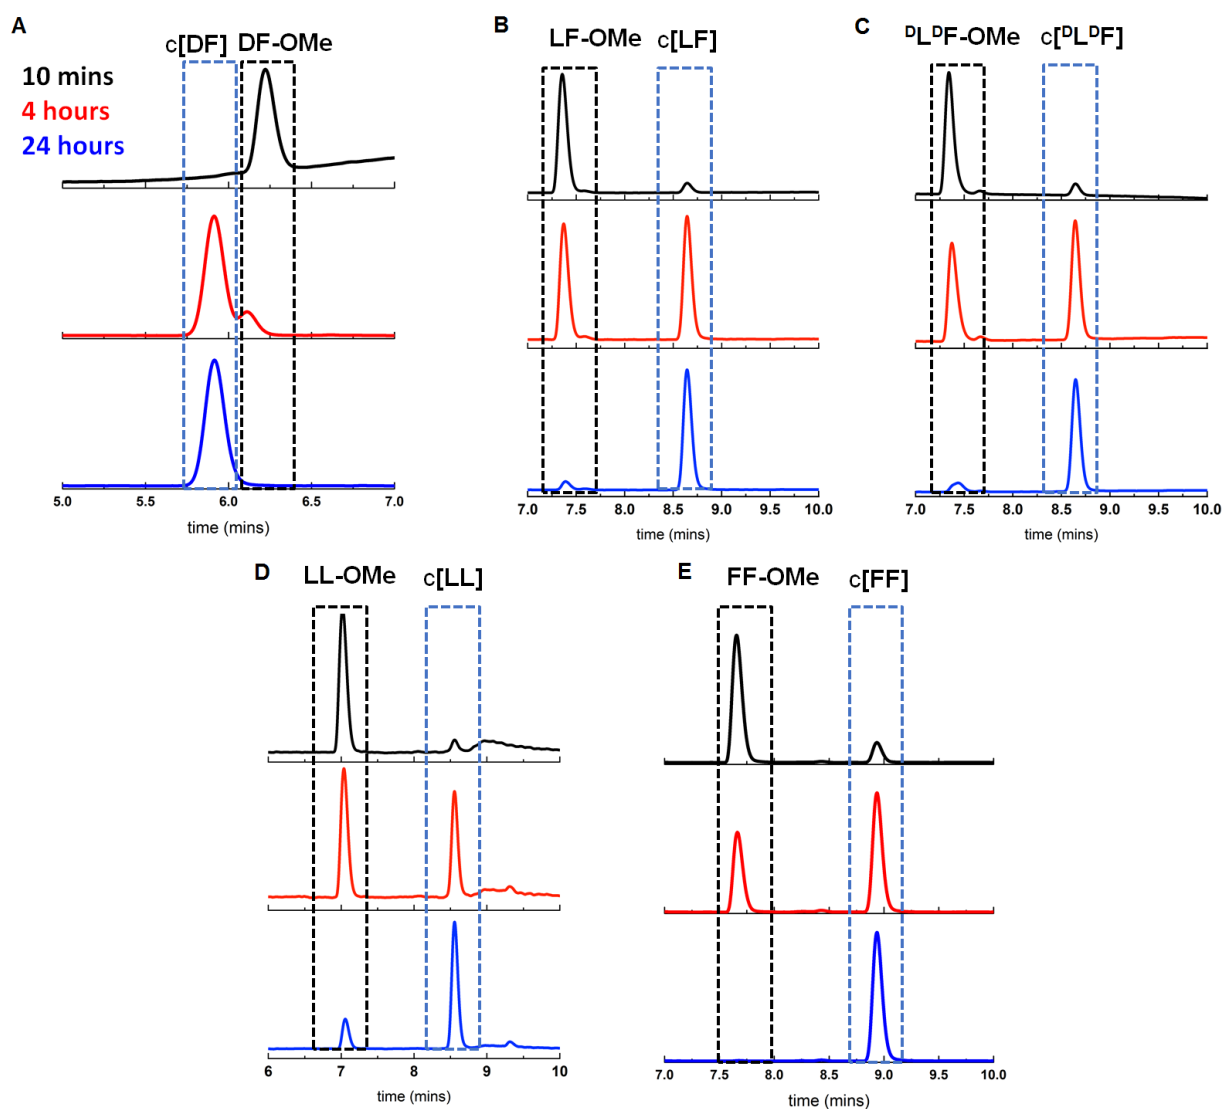 A
c[DF] DF-OMe
10 mins
4 hours
24 hours
5.0 5.5 6.0 6.5 7.0
time (mins)
B
LF-OMe c[LF]
7.0 7.5 8.0 8.5 9.0 9.5 10.0
time (mins)
C
ᴰLᴰF-OMe c[ᴰLᴰF]
7.0 7.5 8.0 8.5 9.0 9.5 10.0
time (mins)
D
LL-OMe c[LL]
6 7 8 9 10
time (mins)
E
FF-OMe c[FF]
7.0 7.5 8.0 8.5 9.0 9.5 10.0
time (mins)